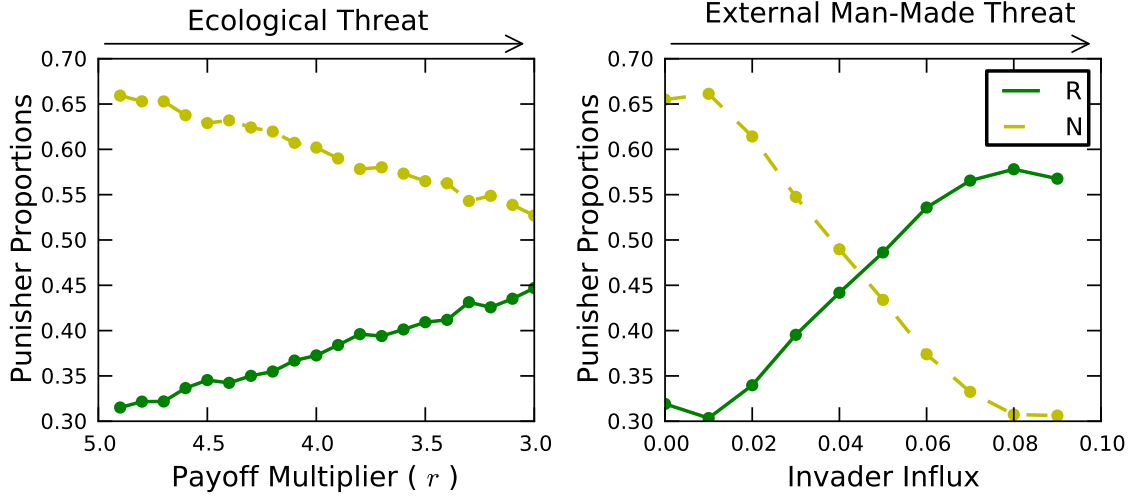 Ecological Threat
0.70
0.65
0.60
0.55
0.50
0.45
0.40
0.35
0.30
Punisher Proportions
5.0 4.5 4.0 3.5 3.0
Payoff Multiplier ( r )
External Man-Made Threat
0.70
0.65
0.60
0.55
0.50
0.45
0.40
0.35
0.30
Punisher Proportions
R
N
0.00 0.02 0.04 0.06 0.08 0.10
Invader Influx